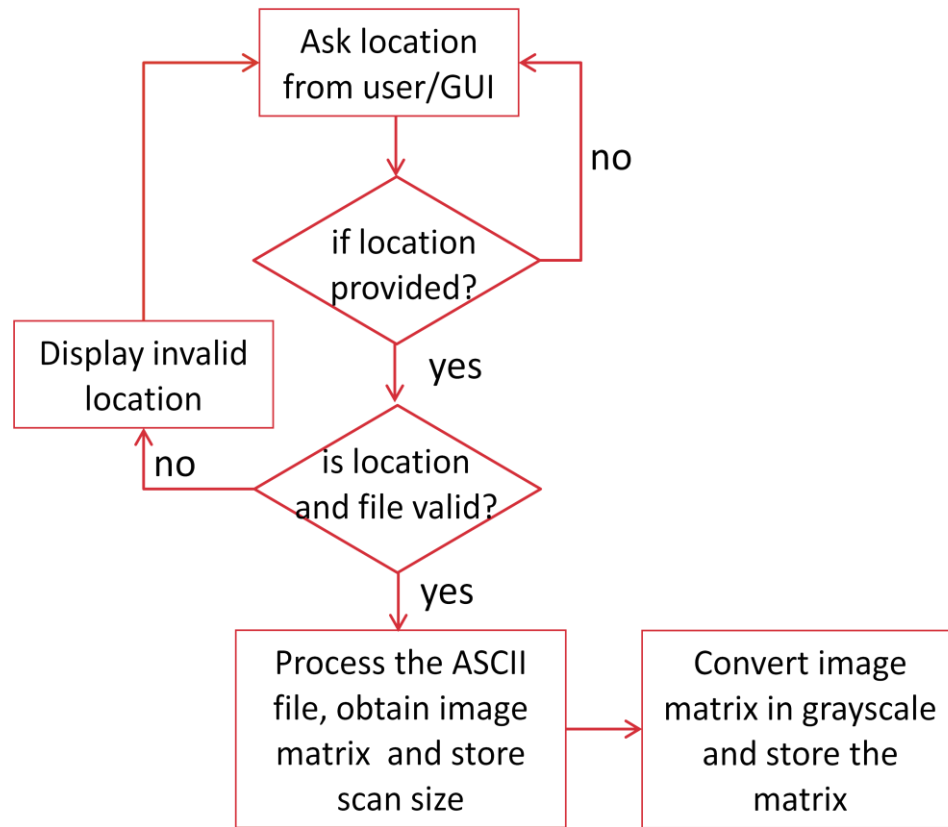 Ask location
from user/GUI
no
if location
provided?
yes
Display invalid
location
no
is location
and file valid?
yes
Process the ASCII
file, obtain image
matrix and store
scan size
Convert image
matrix in grayscale
and store the
matrix